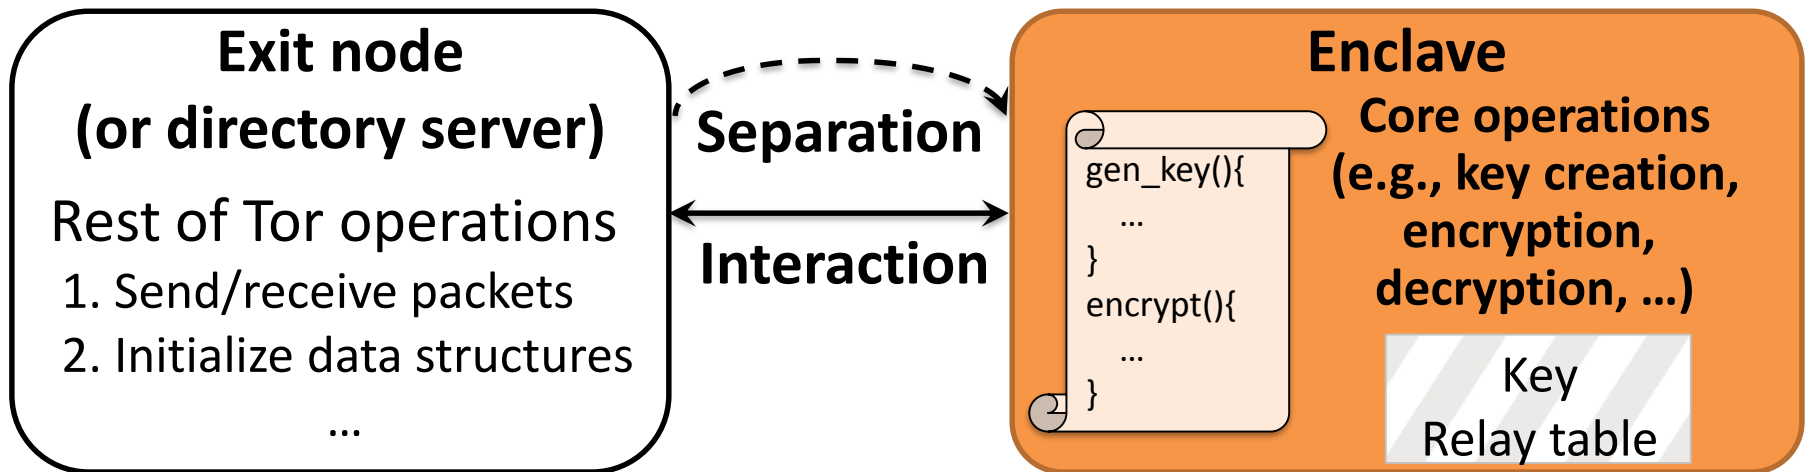 Exit node
(or directory server)
Rest of Tor operations
1. Send/receive packets
2. Initialize data structures
...
Separation
Interaction
Enclave
gen_key(){
...
}
encrypt(){
...
}
Core operations
(e.g., key creation,
encryption,
decryption, ...)
Key
Relay table